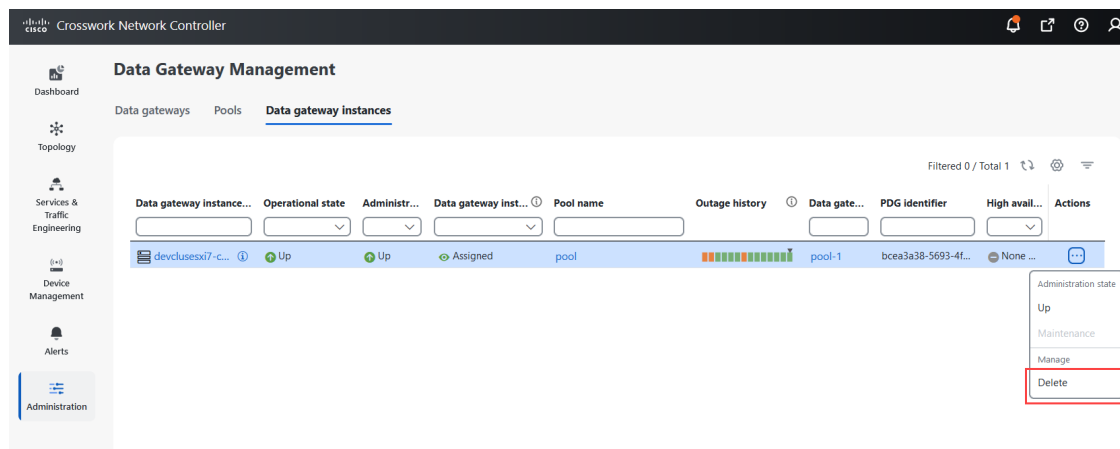 cisco Crosswork Network Controller
Dashboard
Topology
Services &
Traffic
Engineering
Device
Management
Alerts
Administration
Data Gateway Management
Data gateways Pools Data gateway instances
Filtered 0 / Total 1
Data gateway instance... Operational state Administr... Data gateway inst... Pool name Outage history Data gate... PDG identifier High avail... Actions
devclusesxi7-c... Up Up Assigned pool pool-1 bcea3a38-5693-4f... None ...
Administration state
Up
Maintenance
Manage
Delete